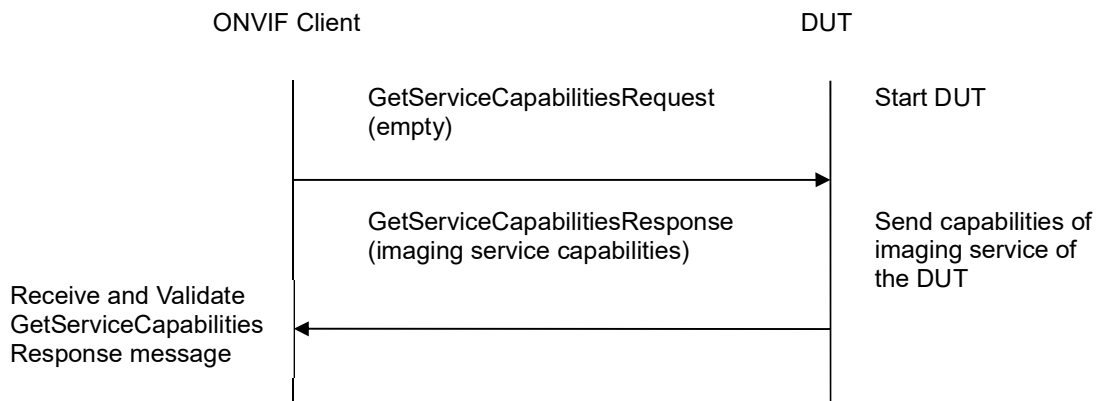 ONVIF Client
DUT
GetServiceCapabilitiesRequest
(empty)
Start DUT
GetServiceCapabilitiesResponse
(imaging service capabilities)
Send capabilities of
imaging service of
the DUT
Receive and Validate
GetServiceCapabilities
Response message